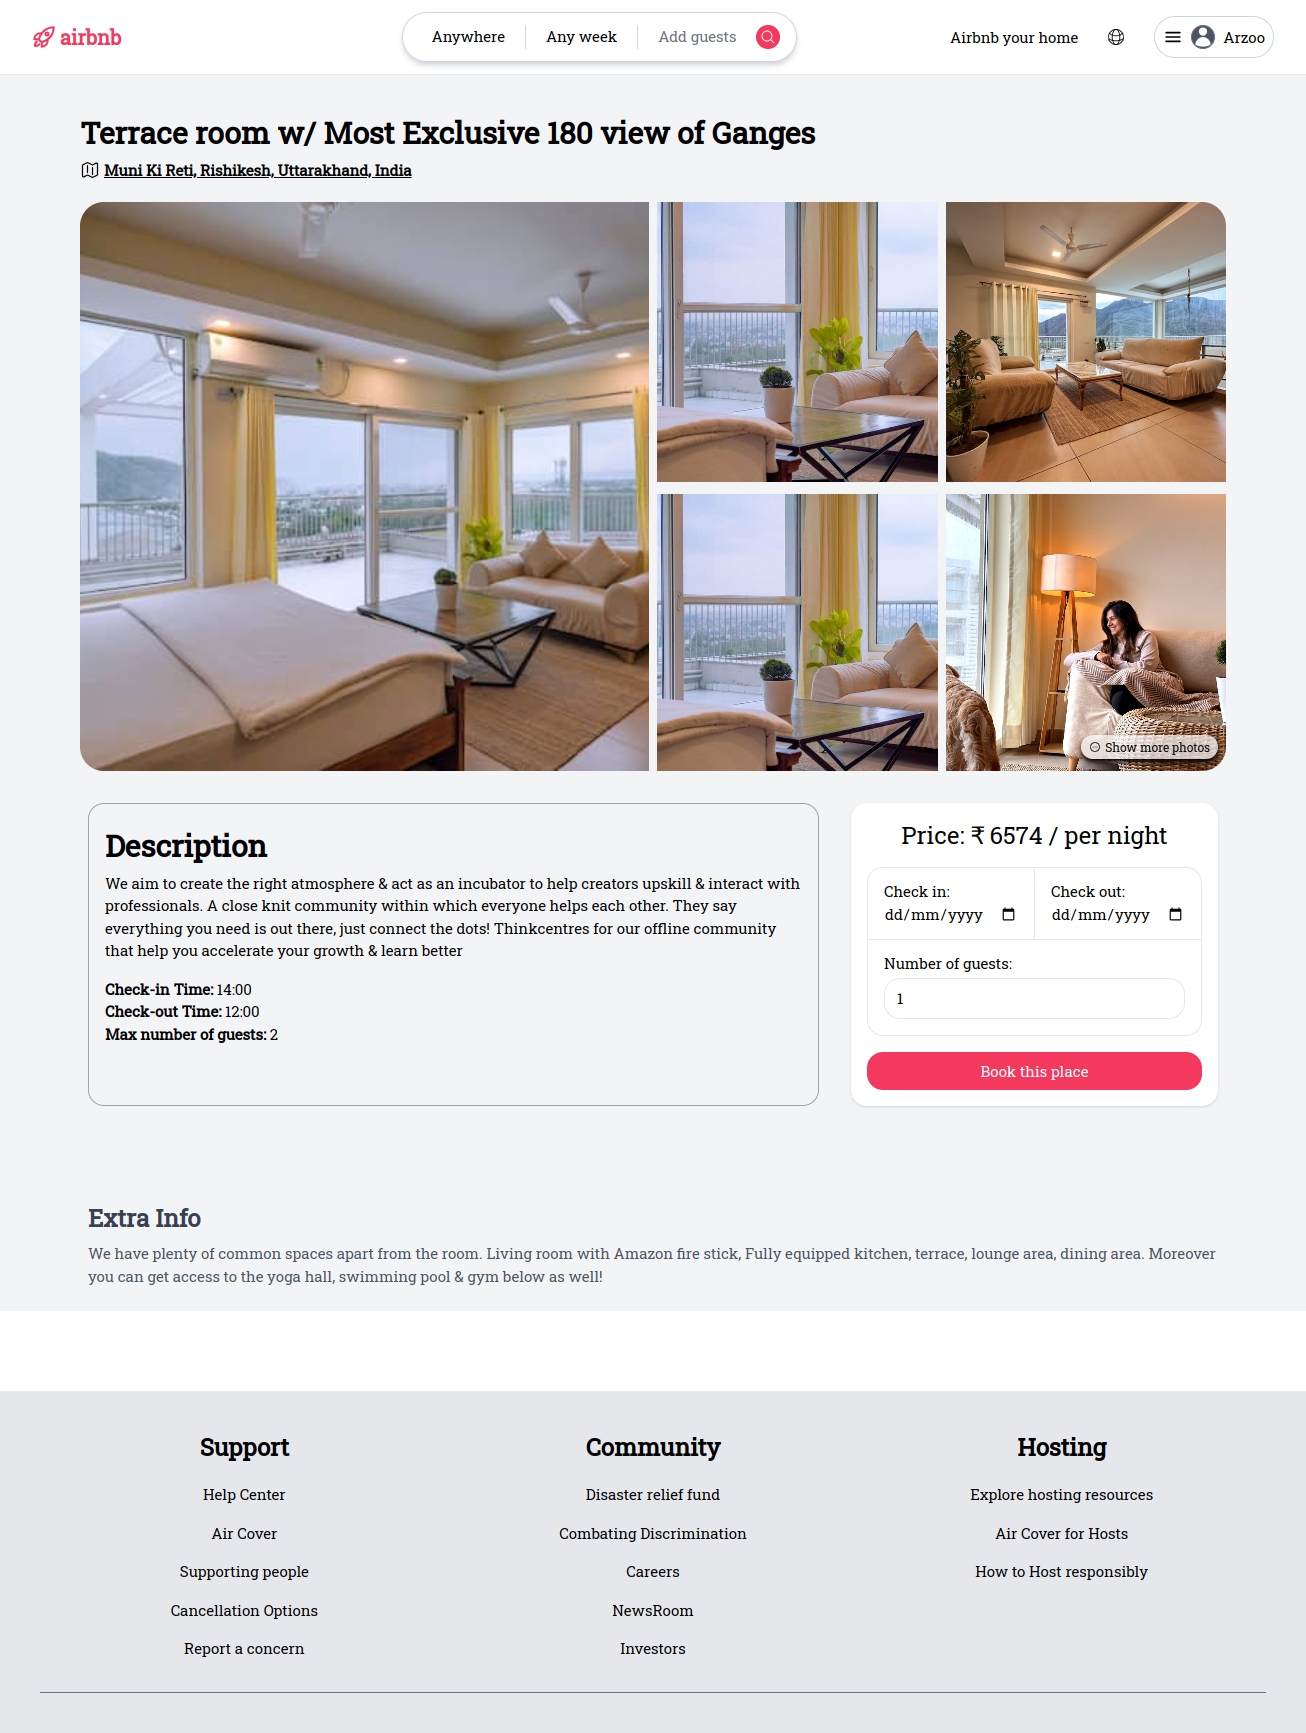 airbnb
Anywhere
Any week
Add guests
Airbnb your home
Arzoo
Terrace room w/ Most Exclusive 180 view of Ganges
Muni Ki Reti, Rishikesh, Uttarakhand, India
Show more photos
Description
We aim to create the right atmosphere & act as an incubator to help creators upskill & interact with
professionals. A close knit community within which everyone helps each other. They say
everything you need is out there, just connect the dots! Thinkcentres for our offline community
that help you accelerate your growth & learn better
Check-in Time: 14:00
Check-out Time: 12:00
Max number of guests: 2
Price: ₹ 6574 / per night
Check in:
dd/mm/yyyy
Check out:
dd/mm/yyyy
Number of guests:
1
Book this place
Extra Info
We have plenty of common spaces apart from the room. Living room with Amazon fire stick, Fully equipped kitchen, terrace, lounge area, dining area. Moreover
you can get access to the yoga hall, swimming pool & gym below as well!
Support
Help Center
Air Cover
Supporting people
Cancellation Options
Report a concern
Community
Disaster relief fund
Combating Discrimination
Careers
NewsRoom
Investors
Hosting
Explore hosting resources
Air Cover for Hosts
How to Host responsibly